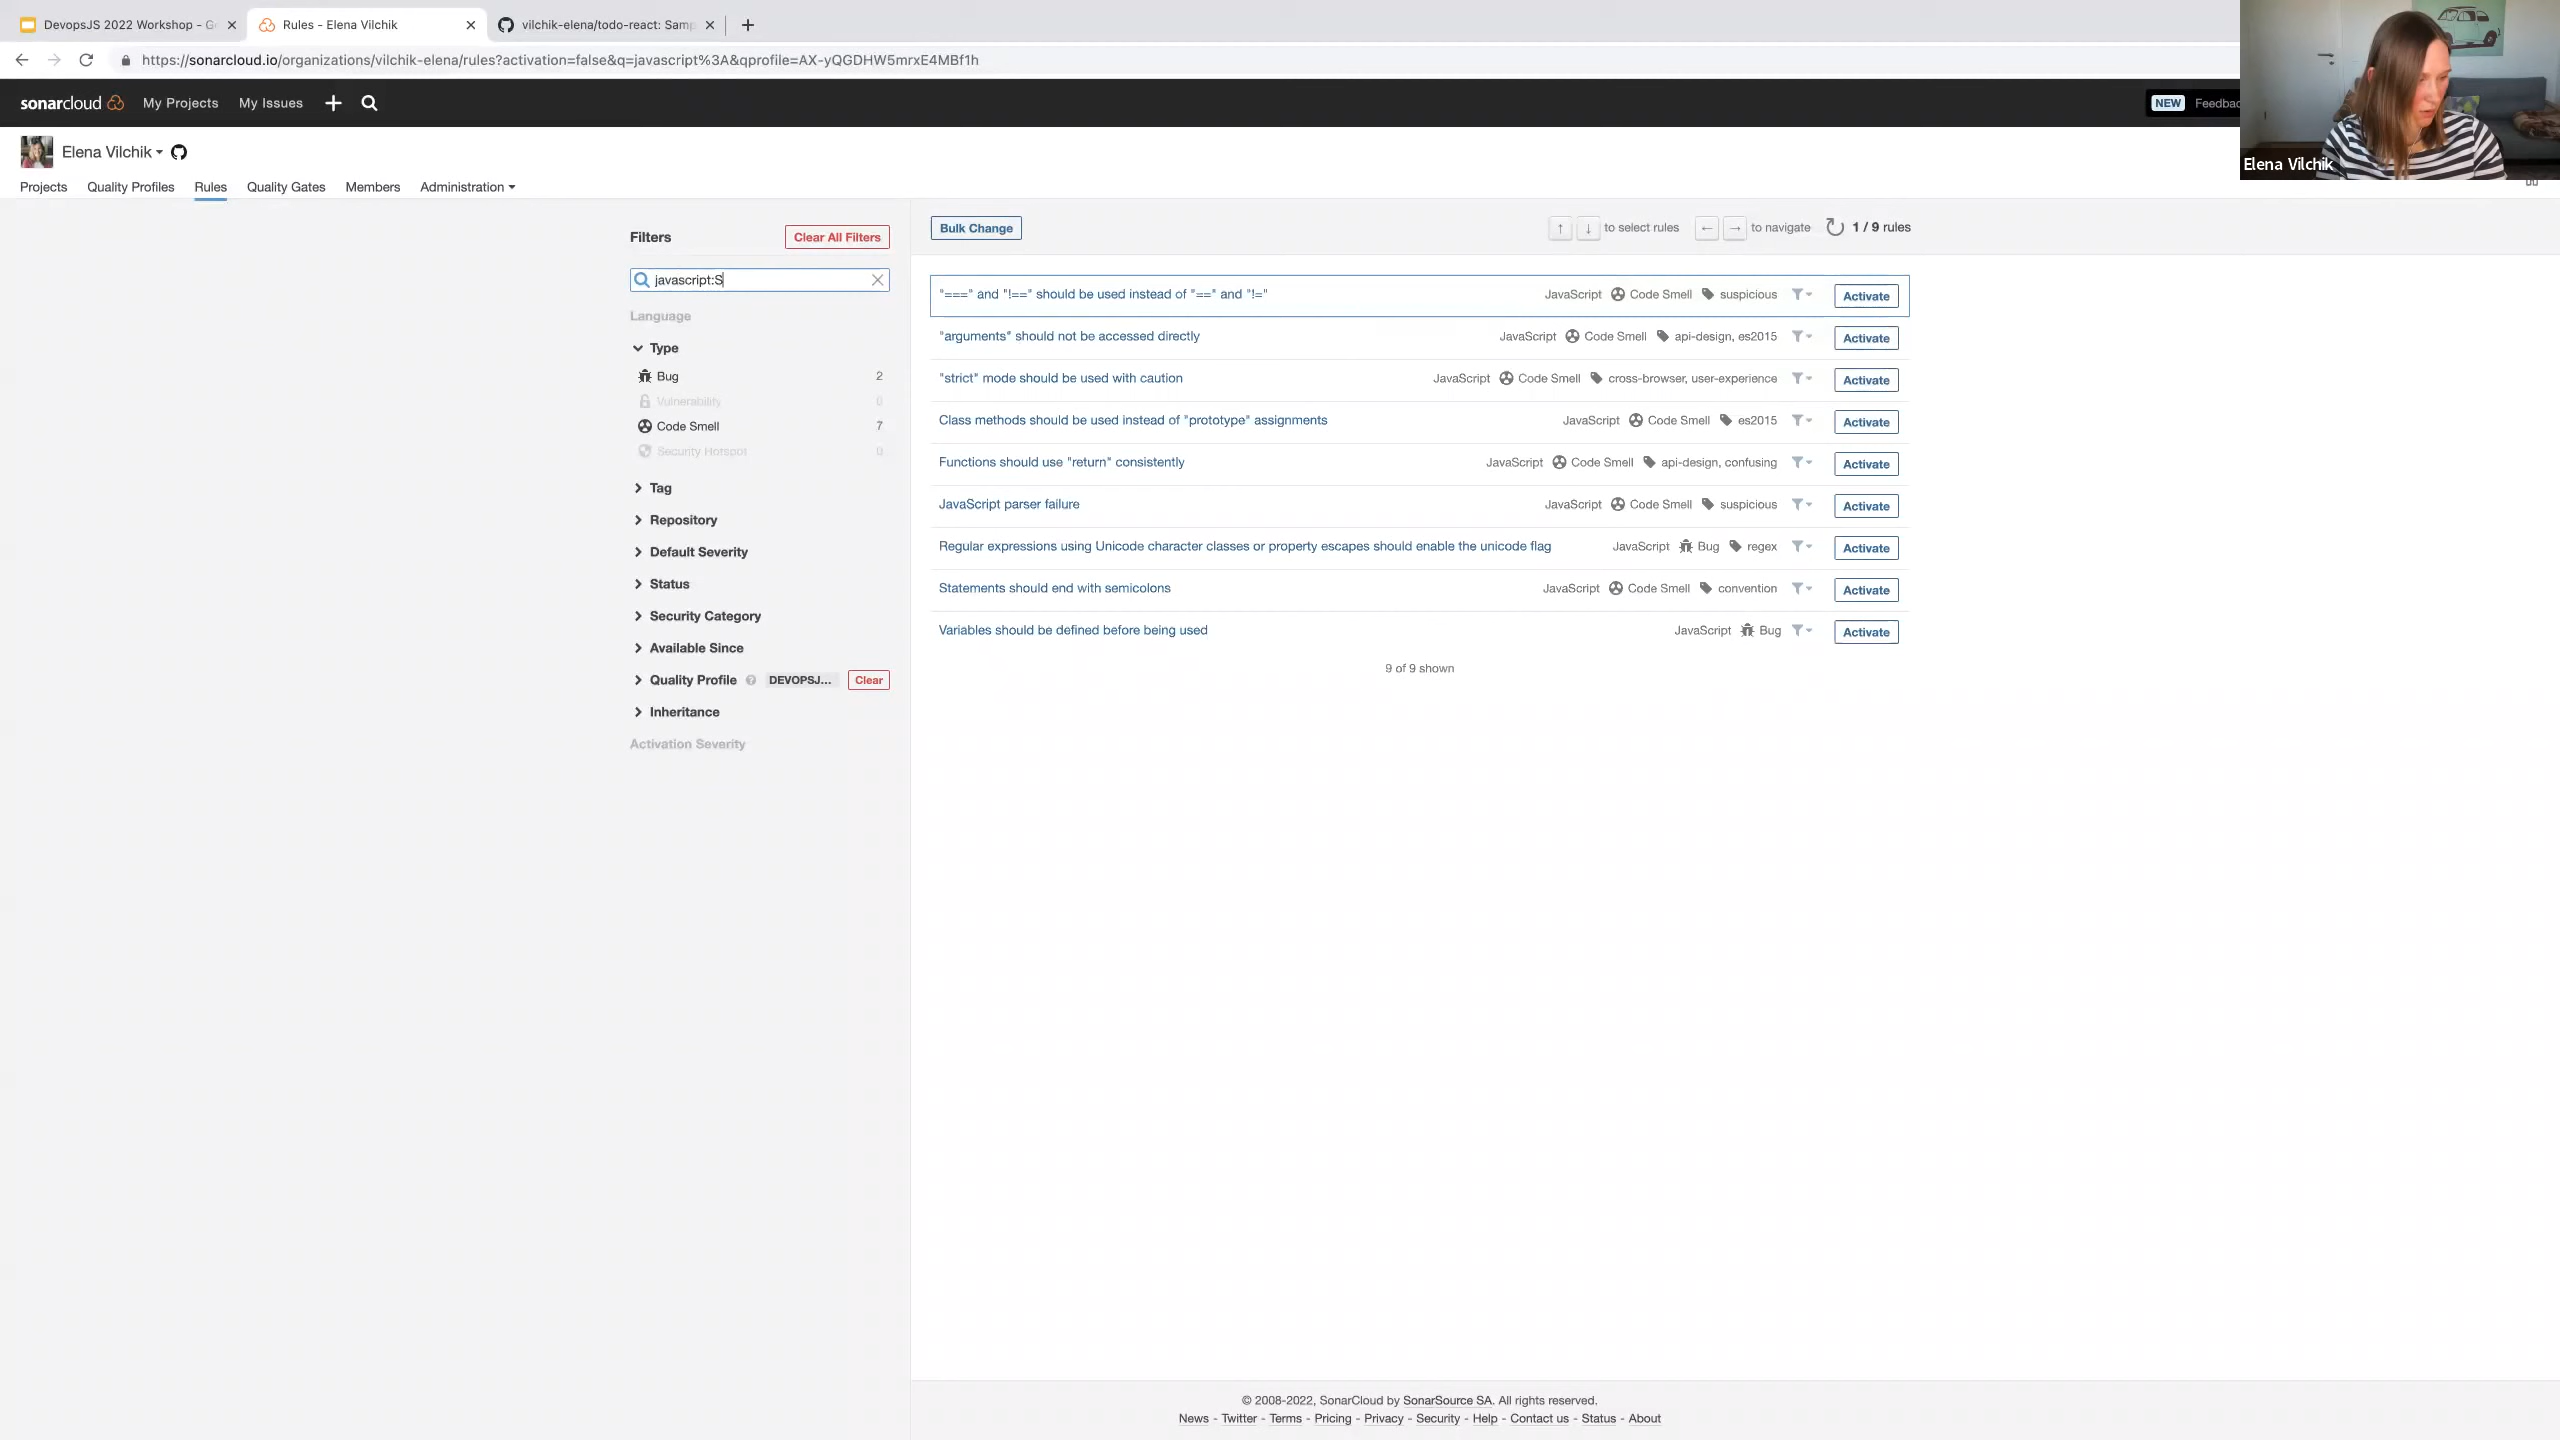 DevopsJS 2022 Workshop - G
Rules - Elena Vilchik
vilchik-elena/todo-react: Samp
https://sonarcloud.io/organizations/vilchik-elena/rules?activation=false&q=javascript%3A&qprofile=AX-yQGDHW5mrxE4MBf1h
sonarcloud My Projects My Issues
NEW Feedbac
Elena Vilchik
Elena Vilchik
Projects Quality Profiles Rules Quality Gates Members Administration
Filters Clear All Filters
javascript:S
Language
Type
Bug 2
Vulnerability 0
Code Smell 7
Security Hotspot 0
Tag
Repository
Default Severity
Status
Security Category
Available Since
Quality Profile ? DEVOPSJ... Clear
Inheritance
Activation Severity
Bulk Change ↑ ↓ to select rules ← → to navigate 1 / 9 rules
"===" and "!==" should be used instead of "==" and "!=" JavaScript Code Smell suspicious Activate
"arguments" should not be accessed directly JavaScript Code Smell api-design, es2015 Activate
"strict" mode should be used with caution JavaScript Code Smell cross-browser, user-experience Activate
Class methods should be used instead of "prototype" assignments JavaScript Code Smell es2015 Activate
Functions should use "return" consistently JavaScript Code Smell api-design, confusing Activate
JavaScript parser failure JavaScript Code Smell suspicious Activate
Regular expressions using Unicode character classes or property escapes should enable the unicode flag JavaScript Bug regex Activate
Statements should end with semicolons JavaScript Code Smell convention Activate
Variables should be defined before being used JavaScript Bug Activate
9 of 9 shown
© 2008-2022, SonarCloud by SonarSource SA. All rights reserved.
News - Twitter - Terms - Pricing - Privacy - Security - Help - Contact us - Status - About